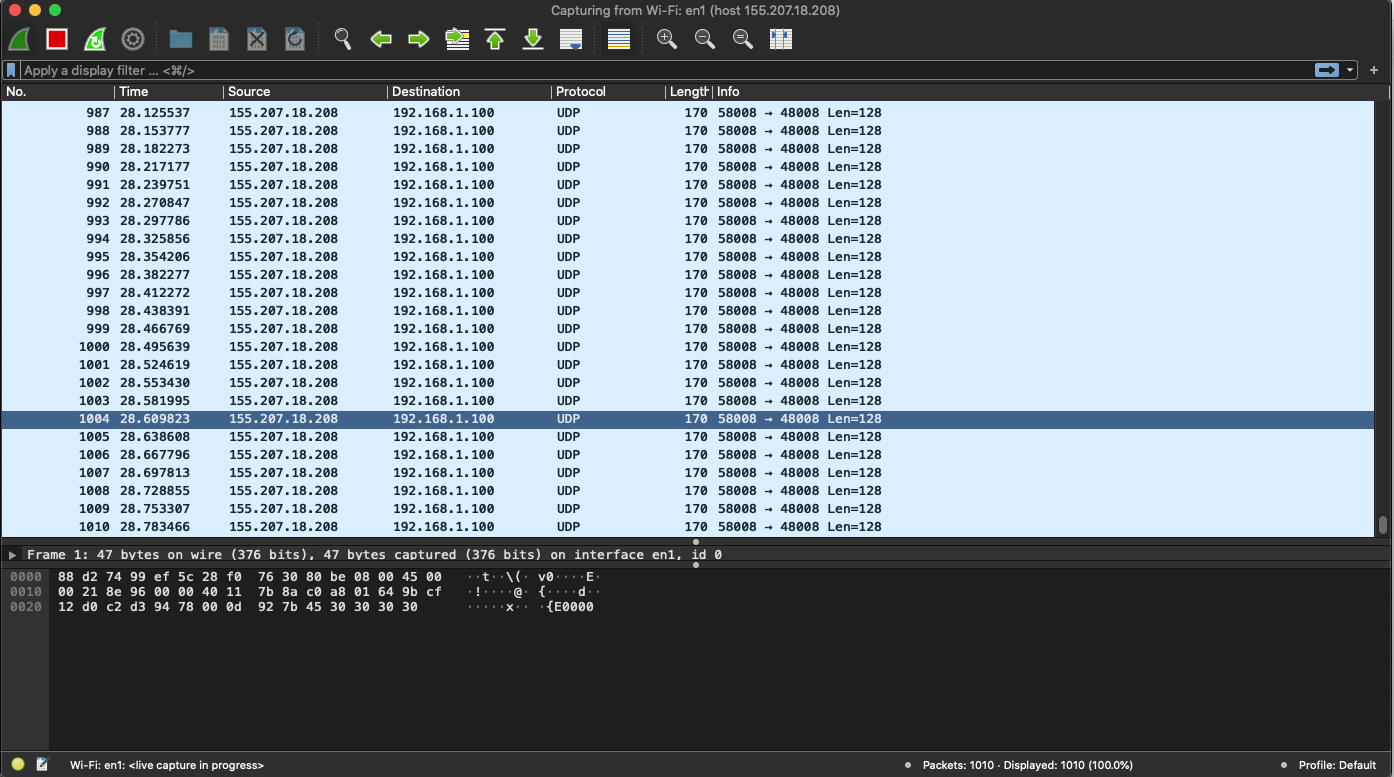 Capturing from Wi-Fi: en1 (host 155.207.18.208)
Apply a display filter ... <⌘/>
No. Time Source Destination Protocol Length Info
987 28.125537 155.207.18.208 192.168.1.100 UDP 170 58008 → 48008 Len=128
988 28.153777 155.207.18.208 192.168.1.100 UDP 170 58008 → 48008 Len=128
989 28.182273 155.207.18.208 192.168.1.100 UDP 170 58008 → 48008 Len=128
990 28.217177 155.207.18.208 192.168.1.100 UDP 170 58008 → 48008 Len=128
991 28.239751 155.207.18.208 192.168.1.100 UDP 170 58008 → 48008 Len=128
992 28.270847 155.207.18.208 192.168.1.100 UDP 170 58008 → 48008 Len=128
993 28.297786 155.207.18.208 192.168.1.100 UDP 170 58008 → 48008 Len=128
994 28.325856 155.207.18.208 192.168.1.100 UDP 170 58008 → 48008 Len=128
995 28.354206 155.207.18.208 192.168.1.100 UDP 170 58008 → 48008 Len=128
996 28.382277 155.207.18.208 192.168.1.100 UDP 170 58008 → 48008 Len=128
997 28.412272 155.207.18.208 192.168.1.100 UDP 170 58008 → 48008 Len=128
998 28.438391 155.207.18.208 192.168.1.100 UDP 170 58008 → 48008 Len=128
999 28.466769 155.207.18.208 192.168.1.100 UDP 170 58008 → 48008 Len=128
1000 28.495639 155.207.18.208 192.168.1.100 UDP 170 58008 → 48008 Len=128
1001 28.524619 155.207.18.208 192.168.1.100 UDP 170 58008 → 48008 Len=128
1002 28.553430 155.207.18.208 192.168.1.100 UDP 170 58008 → 48008 Len=128
1003 28.581995 155.207.18.208 192.168.1.100 UDP 170 58008 → 48008 Len=128
1004 28.609823 155.207.18.208 192.168.1.100 UDP 170 58008 → 48008 Len=128
1005 28.638608 155.207.18.208 192.168.1.100 UDP 170 58008 → 48008 Len=128
1006 28.667796 155.207.18.208 192.168.1.100 UDP 170 58008 → 48008 Len=128
1007 28.697813 155.207.18.208 192.168.1.100 UDP 170 58008 → 48008 Len=128
1008 28.728855 155.207.18.208 192.168.1.100 UDP 170 58008 → 48008 Len=128
1009 28.753307 155.207.18.208 192.168.1.100 UDP 170 58008 → 48008 Len=128
1010 28.783466 155.207.18.208 192.168.1.100 UDP 170 58008 → 48008 Len=128
Frame 1: 47 bytes on wire (376 bits), 47 bytes captured (376 bits) on interface en1, id 0
0000 88 d2 74 99 ef 5c 28 f0 76 30 80 be 08 00 45 00 ··t··\(· v0····E·
0010 00 21 8e 96 00 00 40 11 7b 8a c0 a8 01 64 9b cf ·!····@· {····d··
0020 12 d0 c2 d3 94 78 00 0d 92 7b 45 30 30 30 30 ·····x·· ·{E0000
Wi-Fi: en1: <live capture in progress> Packets: 1010 · Displayed: 1010 (100.0%) Profile: Default